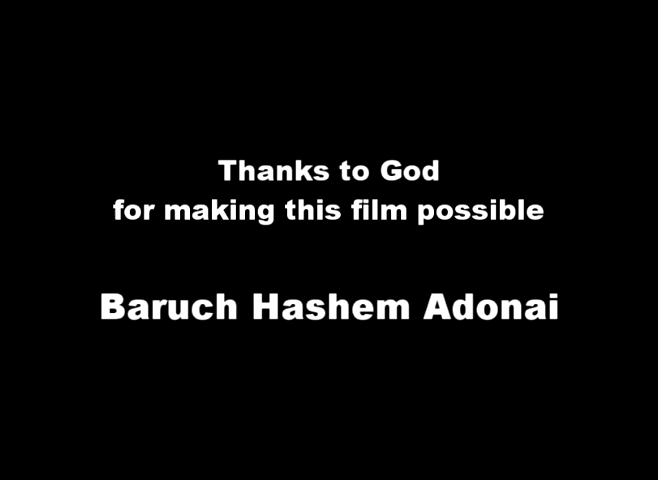 Thanks to God
for making this film possible
Baruch Hashem Adonai